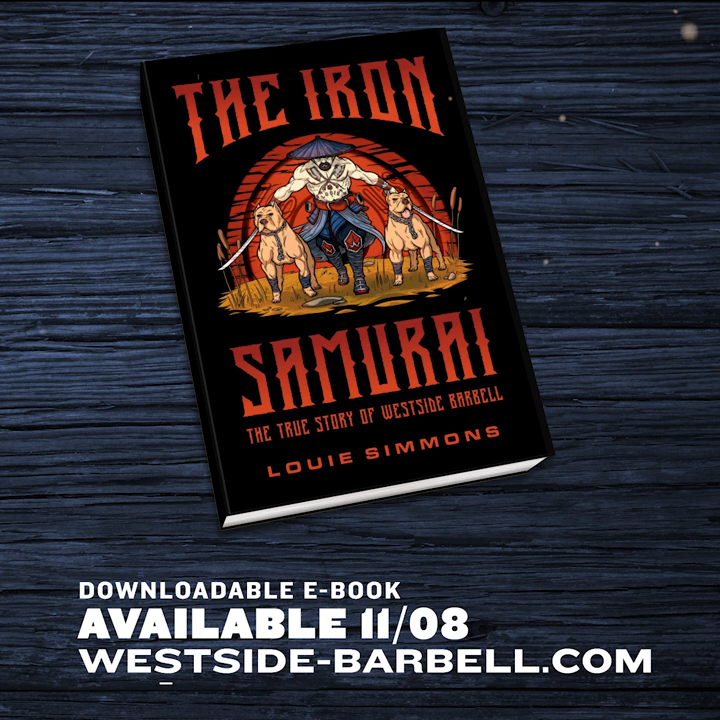 THE IRON
SAMURAI
THE TRUE STORY OF WESTSIDE BARBELL
LOUIE SIMMONS
DOWNLOADABLE E-BOOK
AVAILABLE 11/08
WESTSIDE-BARBELL.COM